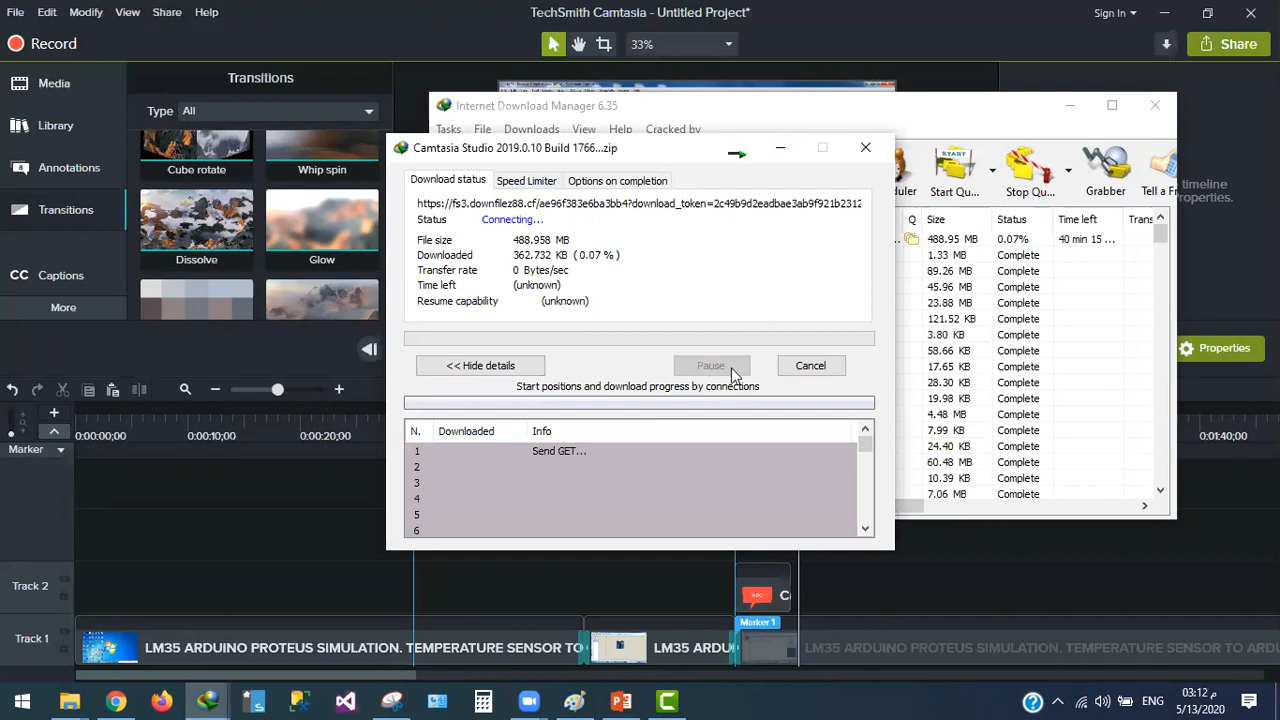 File Edit Modify View Share Help TechSmith Camtasia - Untitled Project* Sign In
Record 33% Share
Media
Library
Annotations
Transitions
CC Captions
More
Transitions
Type All
Cube rotate Whip spin
Dissolve Glow
Internet Download Manager 6.35
Tasks File Downloads View Help Cracked by
Start Qu... Stop Qu... Grabber Tell a Fr
Q Size Status Time left Trans
488.95 MB 0.07% 40 min 15 ...
1.33 MB Complete
89.26 MB Complete
45.96 MB Complete
23.88 MB Complete
121.52 KB Complete
3.80 KB Complete
58.66 KB Complete
17.65 KB Complete
28.30 KB Complete
19.98 KB Complete
4.48 MB Complete
7.99 KB Complete
24.40 KB Complete
60.48 MB Complete
10.39 KB Complete
7.06 MB Complete
timeline
roperties.
Properties
Camtasia Studio 2019.0.10 Build 1766...zip
Download status Speed Limiter Options on completion
https://fs3.downfilez88.cf/ae96f383e6ba3bb4?download_token=2c49b9d2eadbae3ab9f921b2312
Status Connecting...
File size 488.958 MB
Downloaded 362.732 KB ( 0.07 % )
Transfer rate 0 Bytes/sec
Time left (unknown)
Resume capability (unknown)
<< Hide details Pause Cancel
Start positions and download progress by connections
N. Downloaded Info
1 Send GET...
2
3
4
5
6
0:00:00;00 0:00:10;00 0:00:20;00 0:01:40;00
Marker
Track 2 ABC C
Marker 1
Track 1 LM35 ARDUINO PROTEUS SIMULATION. TEMPERATURE SENSOR TO LM35 ARDU LM35 ARDUINO PROTEUS SIMULATION. TEMPERATURE SENSOR TO ARD
ENG 03:12 م
5/13/2020